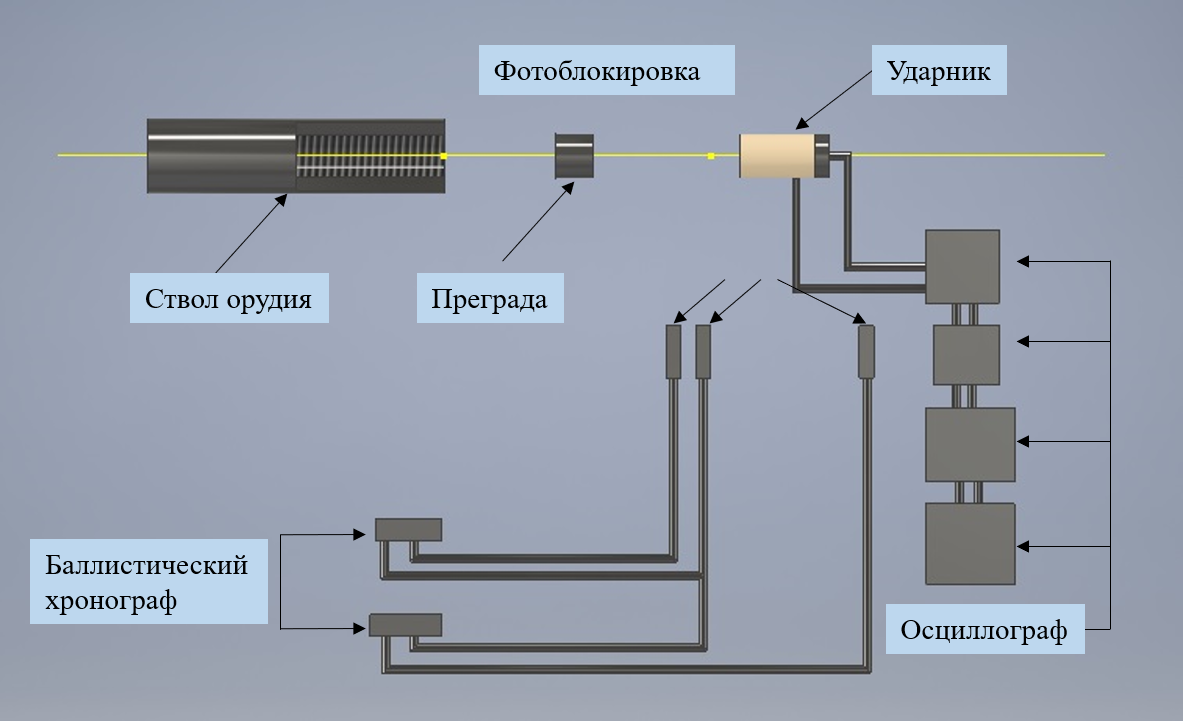 Фотоблокировка
Ударник
Ствол орудия
Преграда
Баллистический
хронограф
Осциллограф